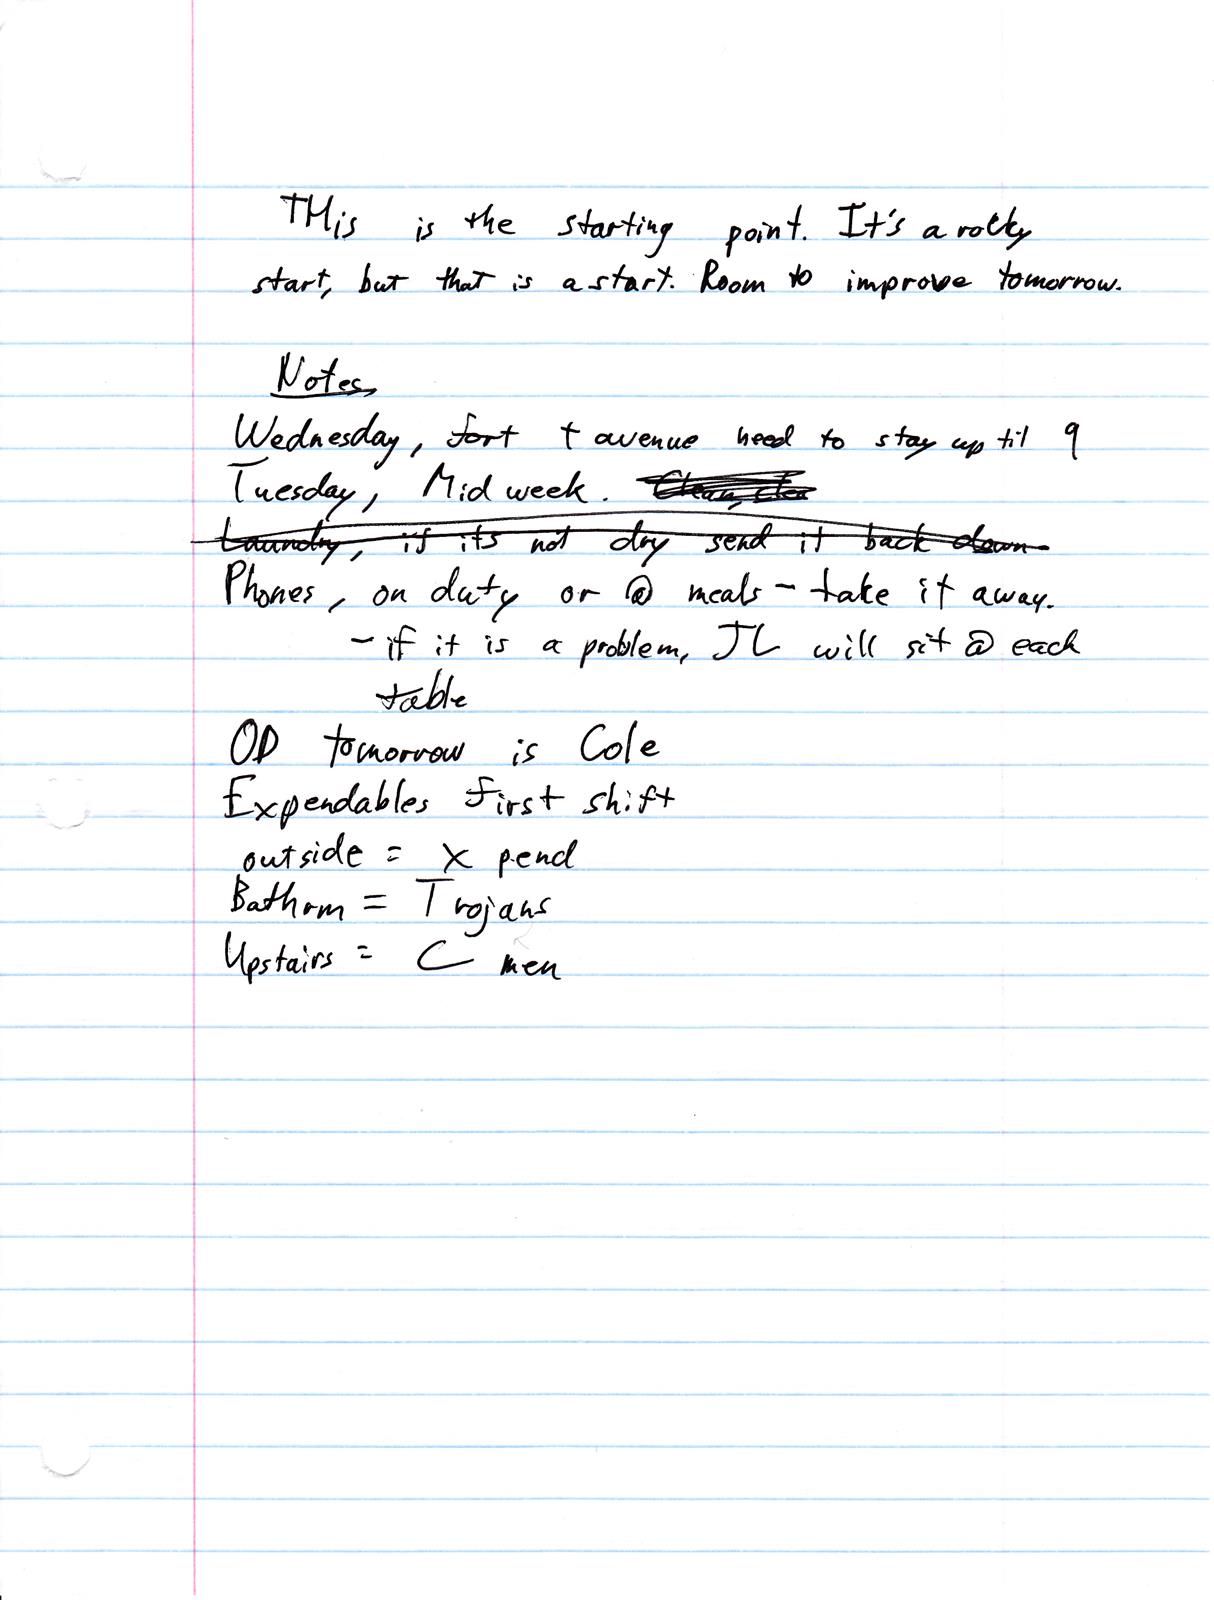 THis is the starting point. It's a rocky
start, but that is a start. Room to improve tomorrow.
Notes
Wednesday, fort + avenue need to stay up til 9
Tuesday, Mid week. Clean, clea
Laundry, if its not dry send it back down
Phones, on duty or @ meals - take it away.
- if it is a problem, JL will sit @ each
table
OD tomorrow is Cole
Expendables first shift
outside = X pend
Bathrm = Trojans
Upstairs = C men